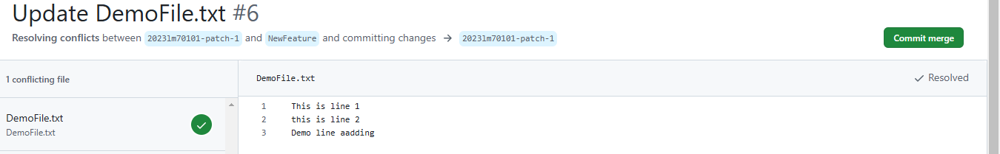 Update DemoFile.txt #6
Resolving conflicts between 2023lm70101-patch-1 and NewFeature and committing changes → 2023lm70101-patch-1
Commit merge
1 conflicting file
DemoFile.txt
Resolved
DemoFile.txt
DemoFile.txt
1 This is line 1
2 this is line 2
3 Demo line aadding